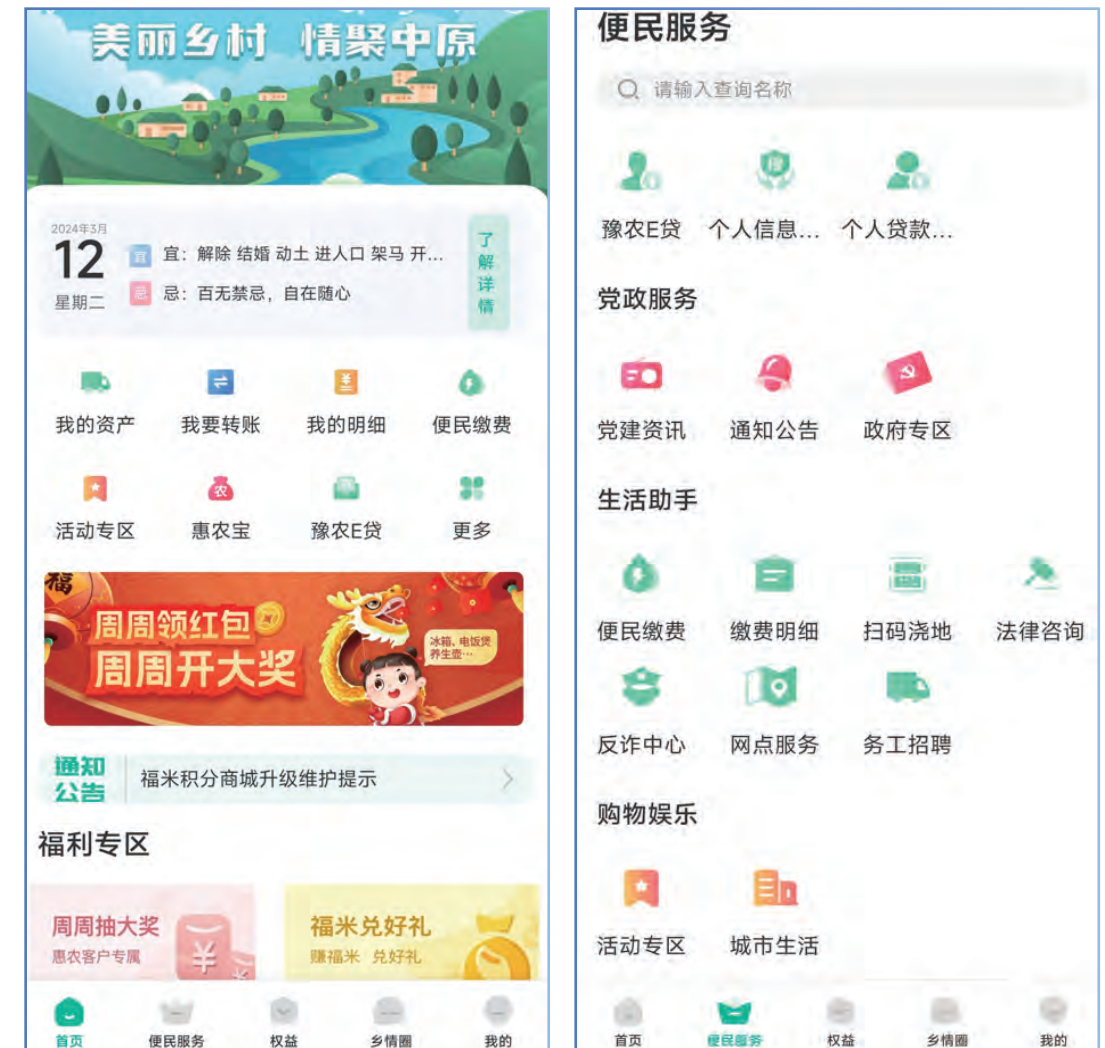 美丽乡村 情聚中原
2024年3月
12
星期二
宜
宜：解除 结婚 动土 进人口 架马 开...
忌
忌：百无禁忌，自在随心
了解详情
我的资产 我要转账 我的明细 便民缴费
农
活动专区 惠农宝 豫农E贷 更多
福
周周领红包
周周开大奖
冰箱，电饭煲
养生壶…
通知
公告
福米积分商城升级维护提示
福利专区
周周抽大奖
惠农客户专属
福米兑好礼
赚福米 兑好礼
首页 便民服务 权益 乡情圈 我的
便民服务
请输入查询名称
豫农E贷 个人信息... 个人贷款...
党政服务
党建资讯 通知公告 政府专区
生活助手
便民缴费 缴费明细 扫码浇地 法律咨询
反诈中心 网点服务 务工招聘
购物娱乐
活动专区 城市生活
首页 便民服务 权益 乡情圈 我的